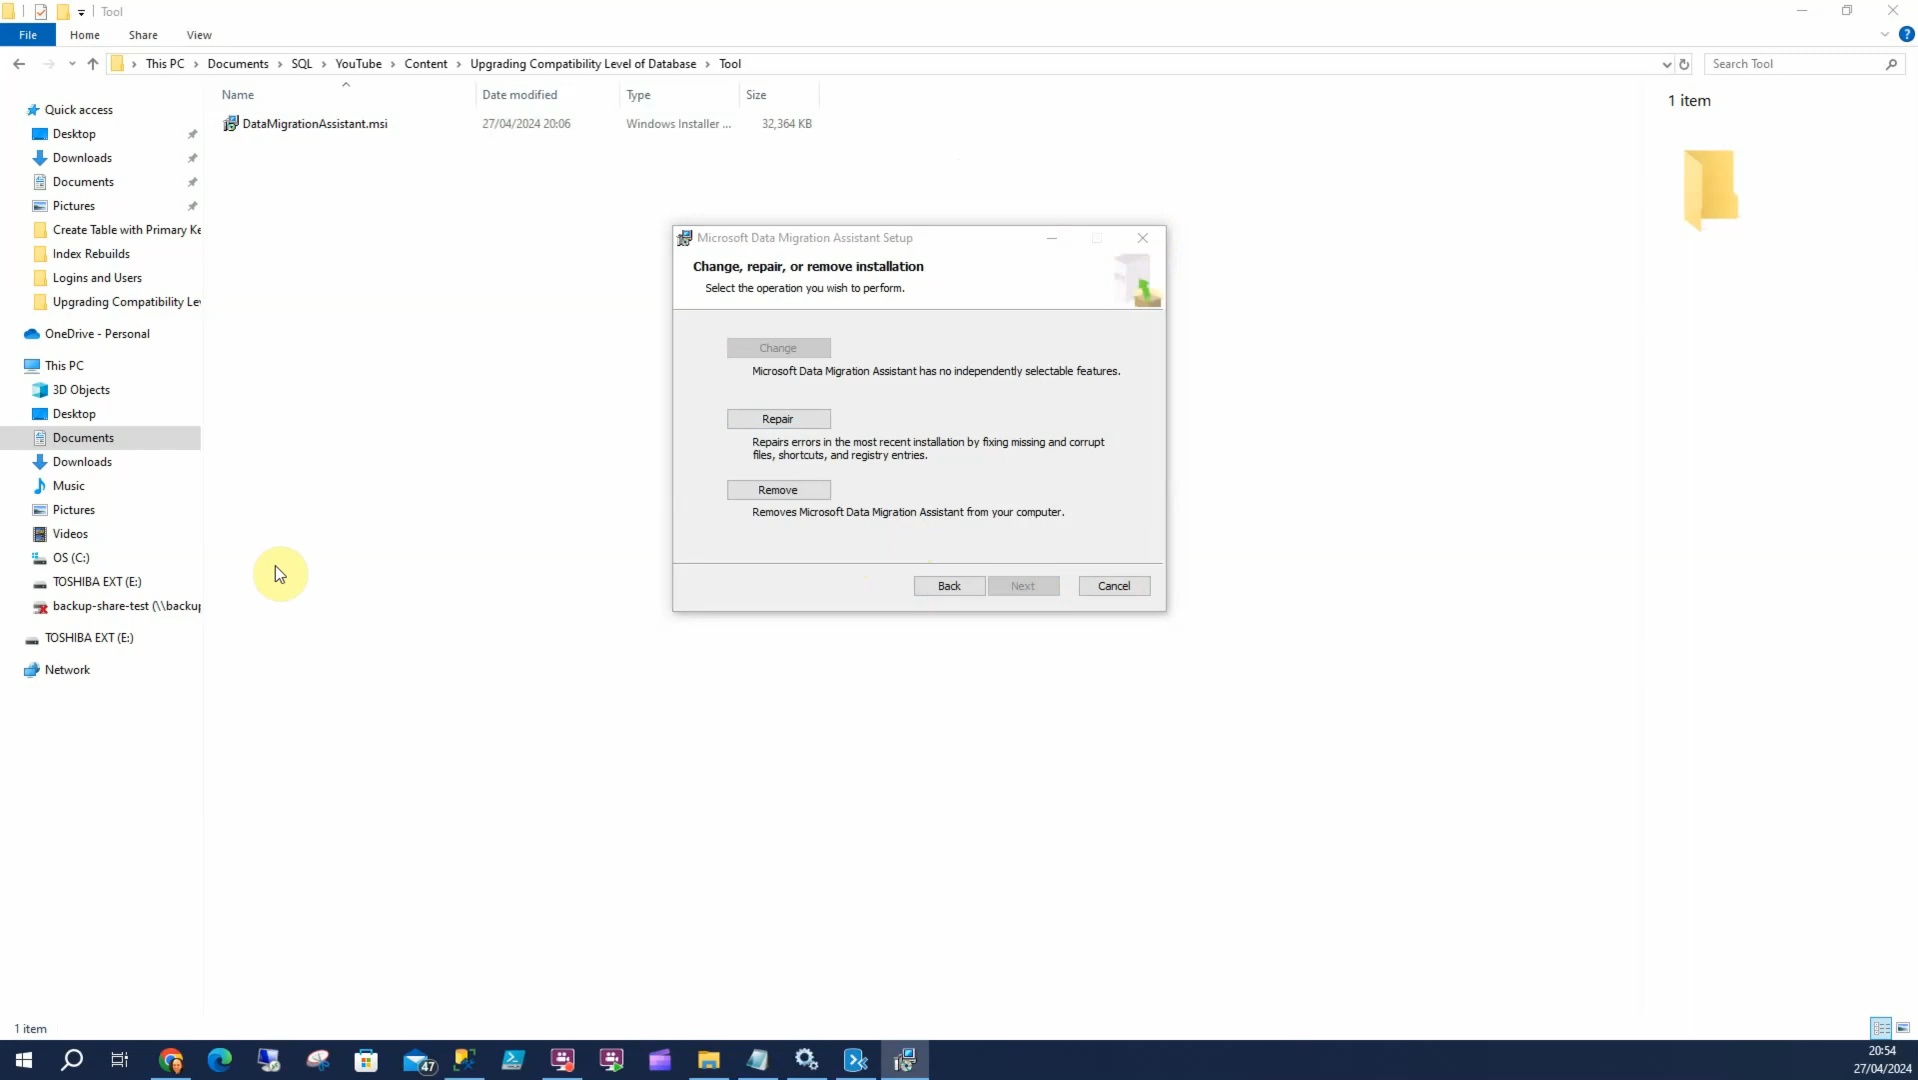 Tool
File Home Share View
This PC > Documents > SQL > YouTube > Content > Upgrading Compatibility Level of Database > Tool
Search Tool
Name Date modified Type Size
DataMigrationAssistant.msi 27/04/2024 20:06 Windows Installer ... 32,364 KB
1 item
Quick access
Desktop
Downloads
Documents
Pictures
Create Table with Primary Ke
Index Rebuilds
Logins and Users
Upgrading Compatibility Lev
OneDrive - Personal
This PC
3D Objects
Desktop
Documents
Downloads
Music
Pictures
Videos
OS (C:)
TOSHIBA EXT (E:)
backup-share-test (\\backup
TOSHIBA EXT (E:)
Network
Microsoft Data Migration Assistant Setup
Change, repair, or remove installation
Select the operation you wish to perform.
Change
Microsoft Data Migration Assistant has no independently selectable features.
Repair
Repairs errors in the most recent installation by fixing missing and corrupt
files, shortcuts, and registry entries.
Remove
Removes Microsoft Data Migration Assistant from your computer.
Back Next Cancel
1 item
47
20:54
27/04/2024